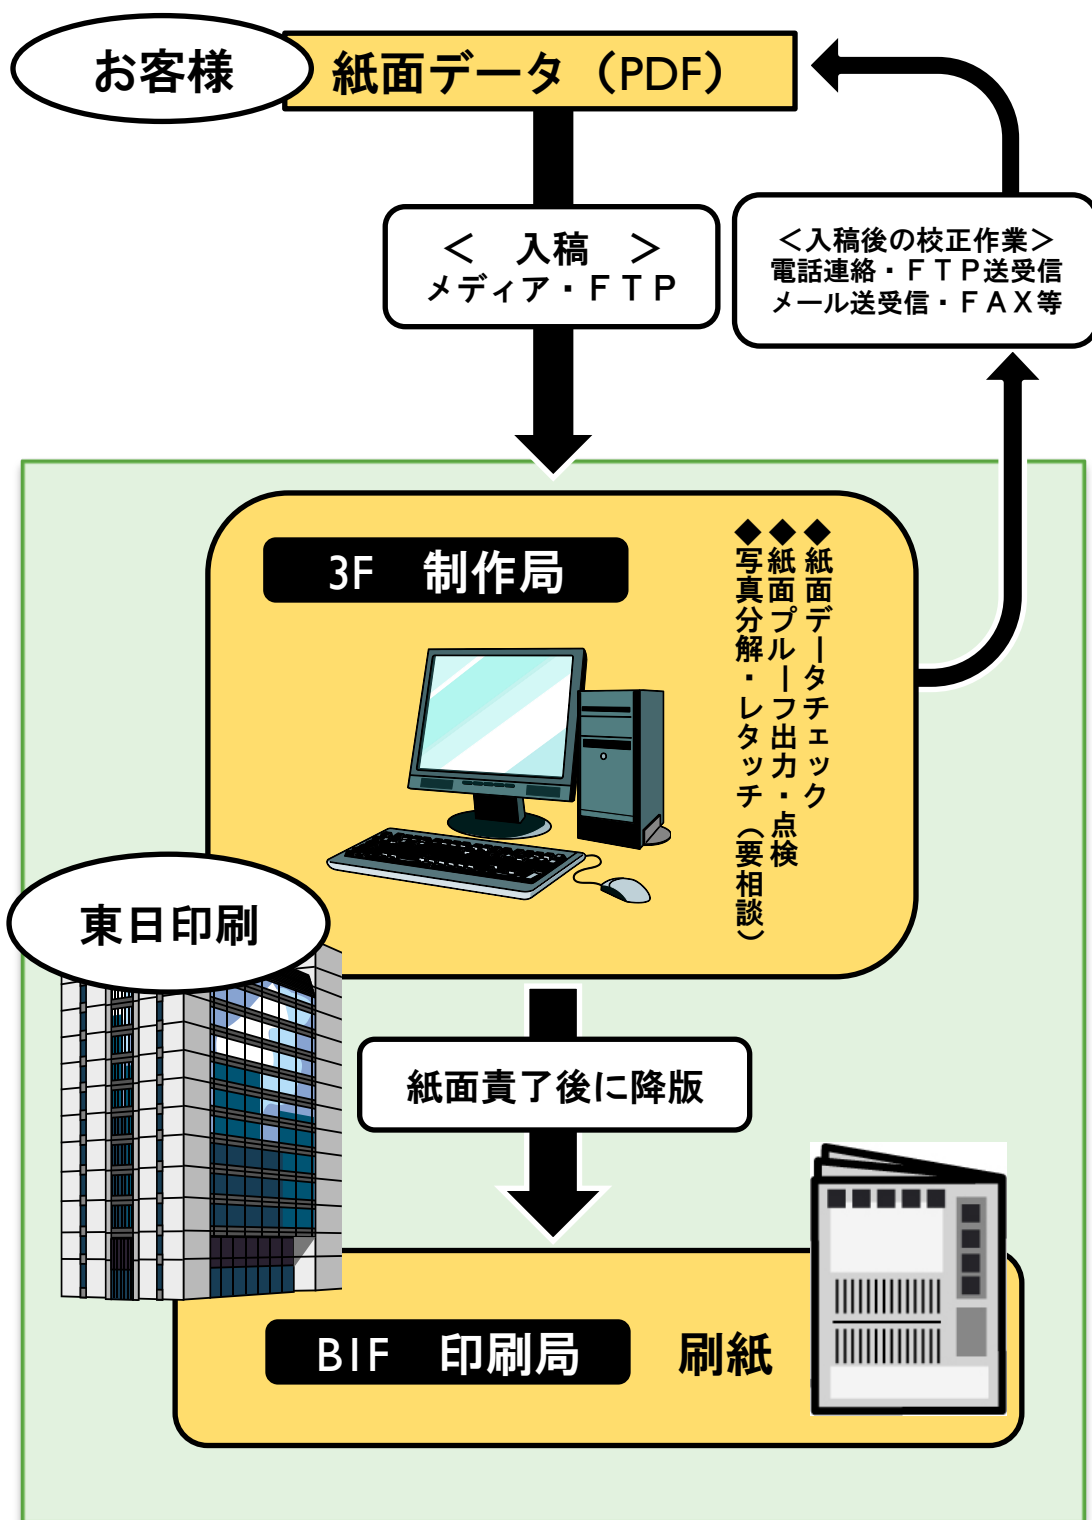 お客様
紙面データ（PDF）
＜　入稿　＞
メディア・ＦＴＰ
＜入稿後の校正作業＞
電話連絡・ＦＴＰ送受信
メール送受信・ＦＡＸ等
3F　制作局
◆紙面データチェック
◆紙面プルーフ出力・点検
◆写真分解・レタッチ（要相談）
東日印刷
紙面責了後に降版
B1F　印刷局
刷紙